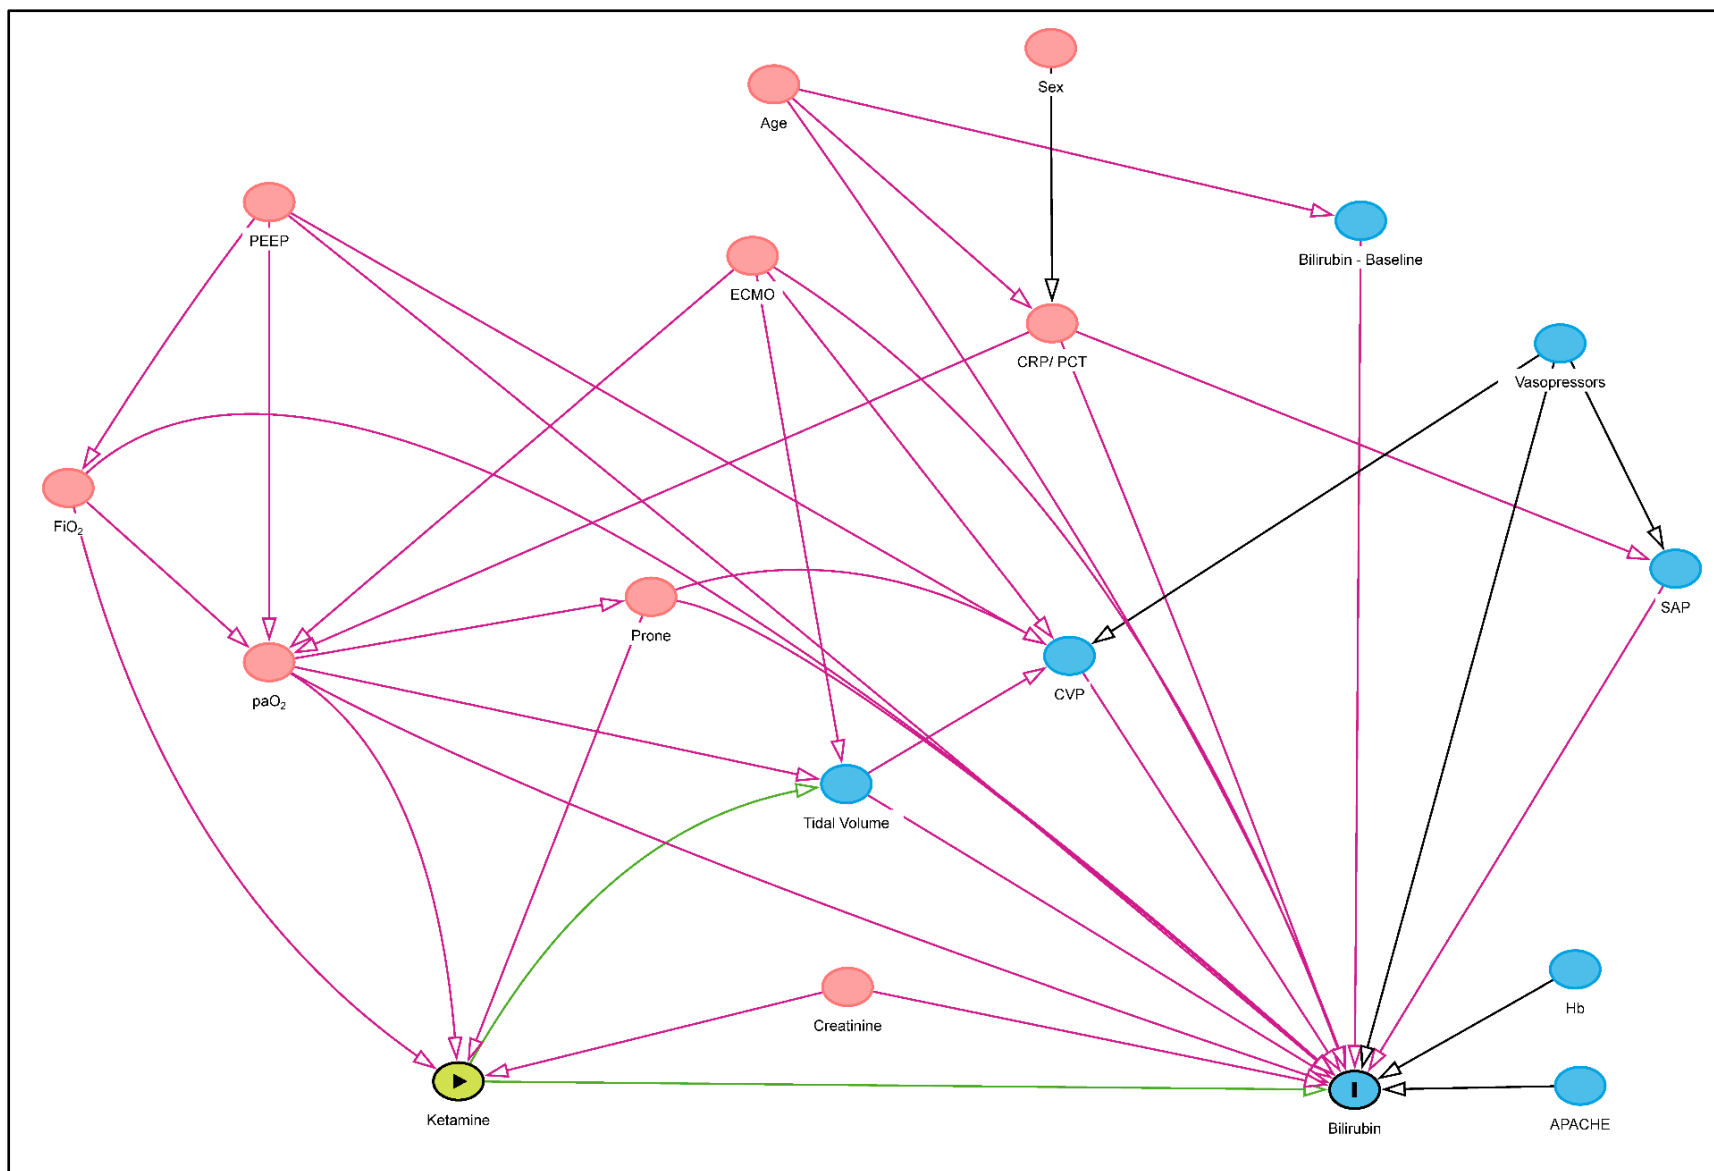 Sex
Age
PEEP
Bilirubin - Baseline
ECMO
CRP/ PCT
Vasopressors
FiO₂
SAP
Prone
CVP
paO₂
Tidal Volume
Hb
Creatinine
Ketamine
Bilirubin
APACHE